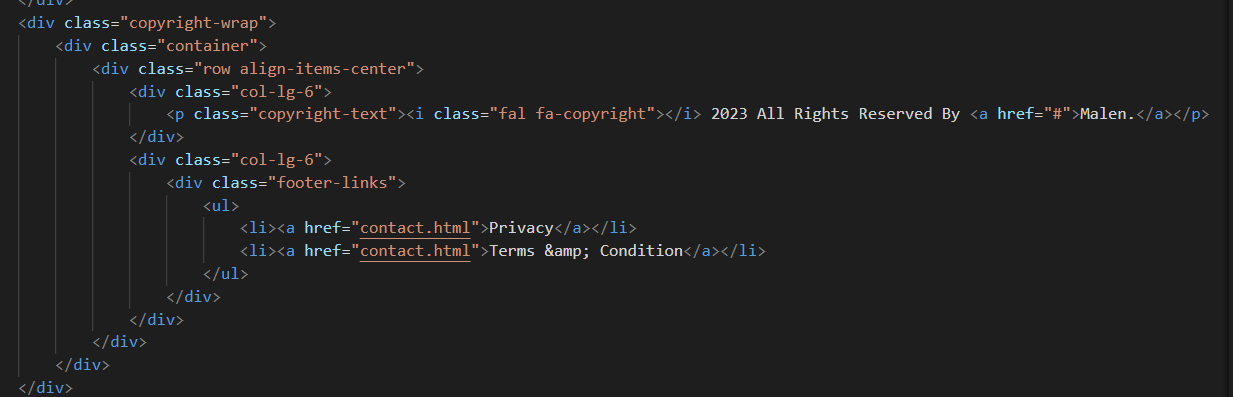 </div>
<div class="copyright-wrap">
<div class="container">
<div class="row align-items-center">
<div class="col-lg-6">
<p class="copyright-text"><i class="fal fa-copyright"></i> 2023 All Rights Reserved By <a href="#">Malen.</a></p>
</div>
<div class="col-lg-6">
<div class="footer-links">
<ul>
<li><a href="contact.html">Privacy</a></li>
<li><a href="contact.html">Terms &amp; Condition</a></li>
</ul>
</div>
</div>
</div>
</div>
</div>